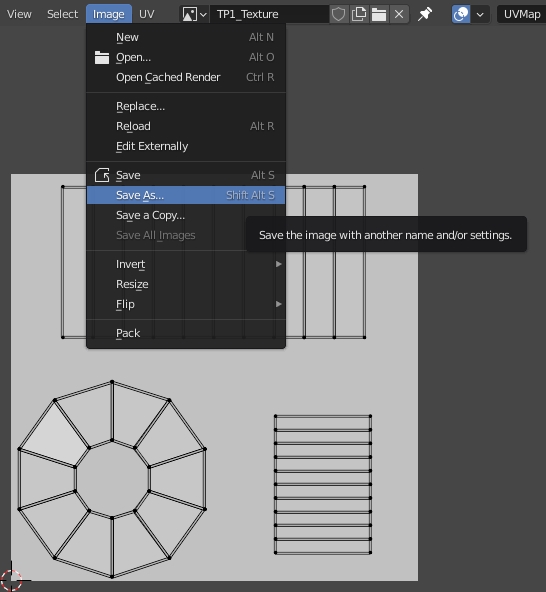 View Select Image UV TP1_Texture UVMap
New Alt N
Open... Alt O
Open Cached Render Ctrl R
Replace...
Reload Alt R
Edit Externally
Save Alt S
Save As... Shift Alt S
Save a Copy...
Save All Images
Save the image with another name and/or settings.
Invert
Resize
Flip
Pack